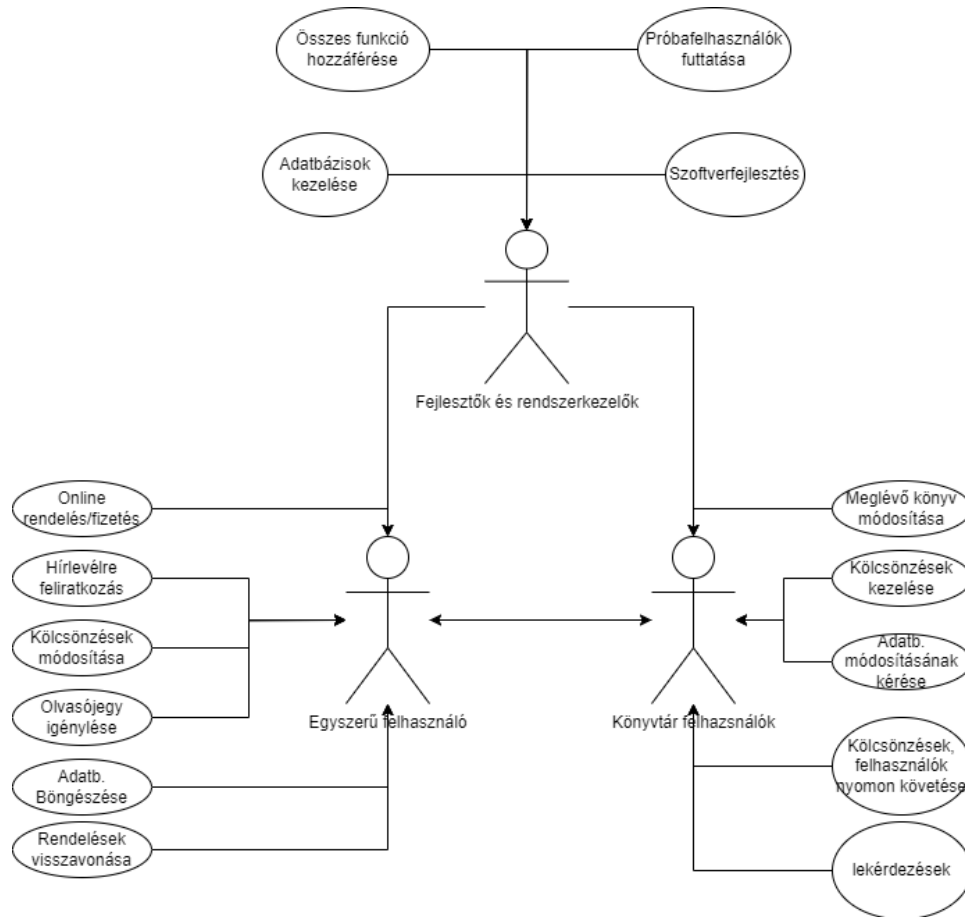 Összes funkció
hozzáférése
Próbafelhasználók
futtatása
Adatbázisok
kezelése
Szoftverfejlesztés
Fejlesztők és rendszerkezelők
Online
rendelés/fizetés
Meglévő könyv
módosítása
Hírlevélre
feliratkozás
Kölcsönzések
kezelése
Kölcsönzések
módosítása
Adatb.
módosításának
kérése
Olvasójegy
igénylése
Egyszerű felhasználó
Könyvtár felhazsnálók
Adatb.
Böngészése
Kölcsönzések,
felhasználók
nyomon követése
Rendelések
visszavonása
lekérdezések